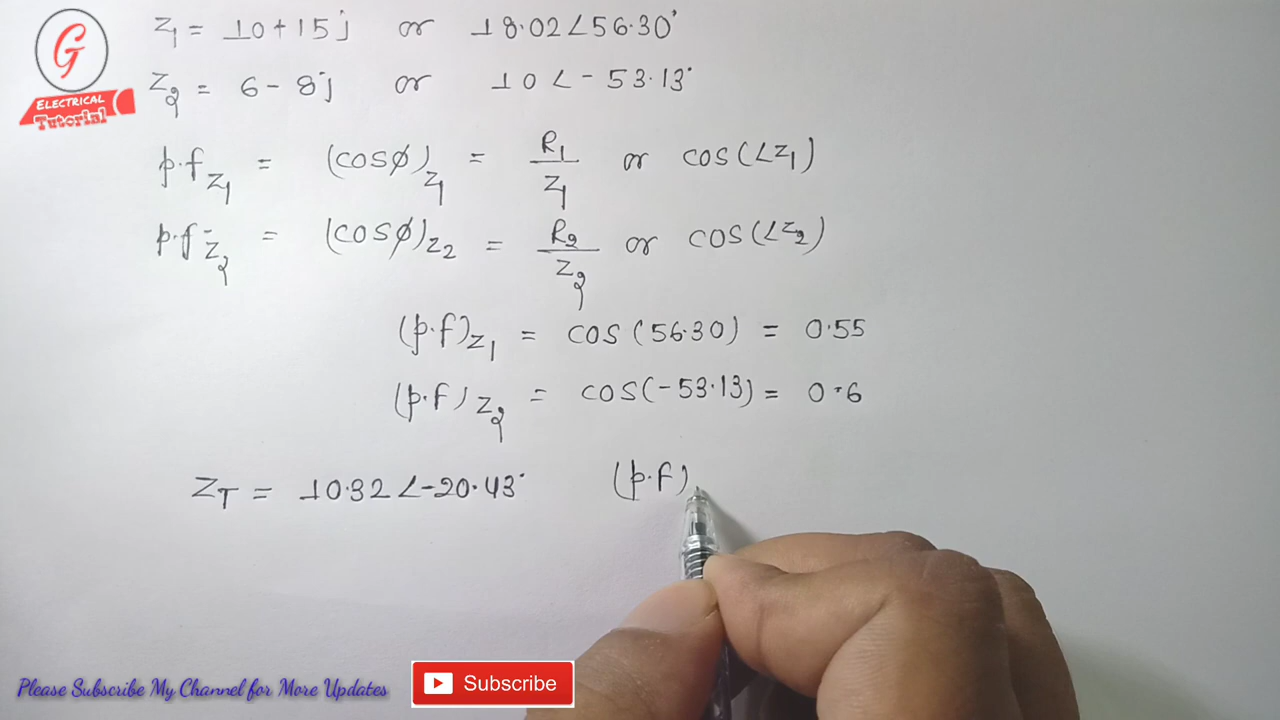 G
ELECTRICAL
Tutorial
Z1 = 10 + 15j or 18.02∠56.30°
Z2 = 6 - 8j or 10∠-53.13°
p.f Z1 = (cosϕ)Z1 = R1/Z1 or cos(∠Z1)
p.f Z2 = (cosϕ)Z2 = R2/Z2 or cos(∠Z2)
(p.f)Z1 = cos(56.30) = 0.55
(p.f)Z2 = cos(-53.13) = 0.6
ZT = 10.32∠-20.43° (p.f)
Please Subscribe My Channel for More Updates
Subscribe